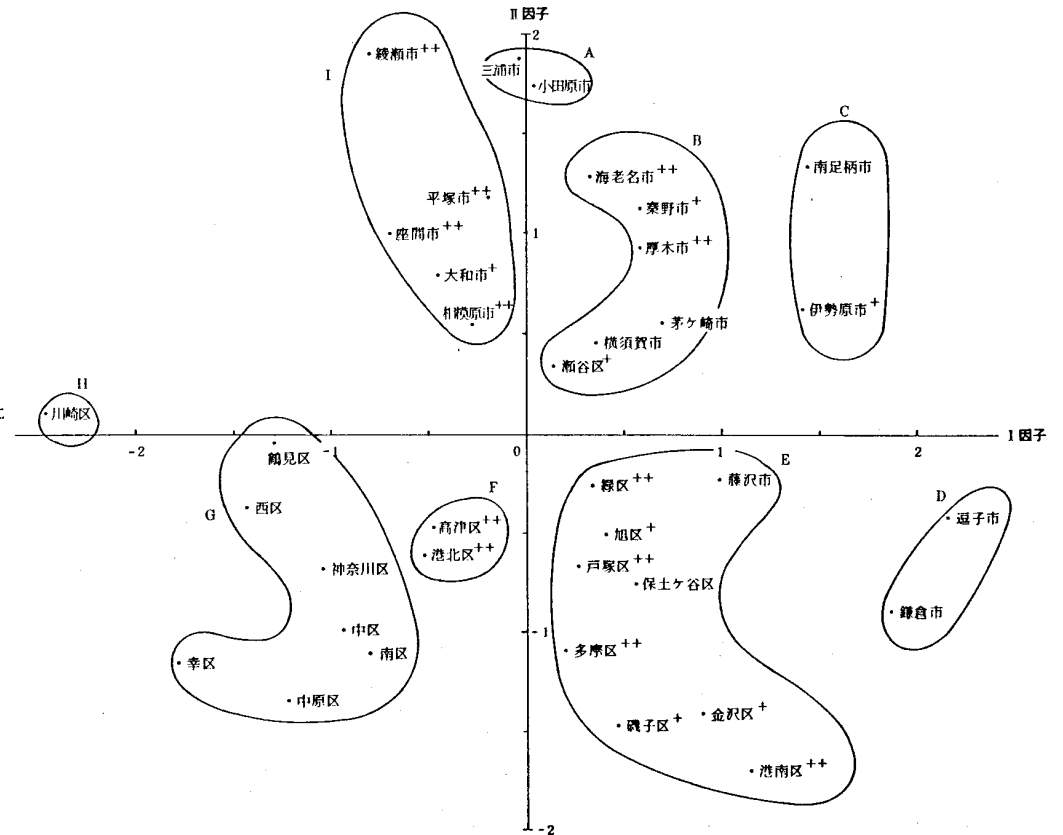 II 因子
2
A
I
綾瀬市++
三浦市
小田原市
C
B
南足柄市
海老名市++
平塚市++
秦野市+
座間市++
1
厚木市++
大和市+
相模原市++
伊勢原市+
茅ヶ崎市
横須賀市
瀬谷区+
H
川崎区
-2
-1
0
1
2
I 因子
鶴見区
E
緑区++
藤沢市
F
D
G
西区
高津区++
逗子市
旭区+
港北区++
戸塚区++
神奈川区
保土ケ谷区
鎌倉市
中区
-1
南区
多摩区++
幸区
中原区
金沢区+
磯子区+
港南区++
-2